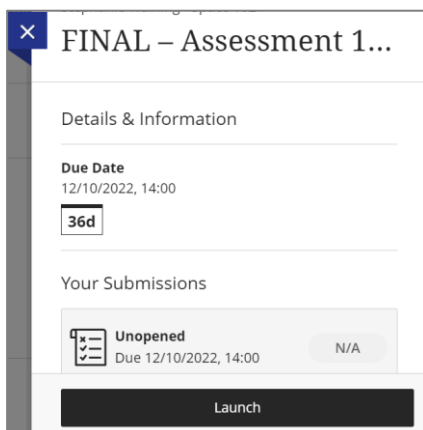 FINAL – Assessment 1...
Details & Information
Due Date
12/10/2022, 14:00
36d
Your Submissions
Unopened
Due 12/10/2022, 14:00
N/A
Launch